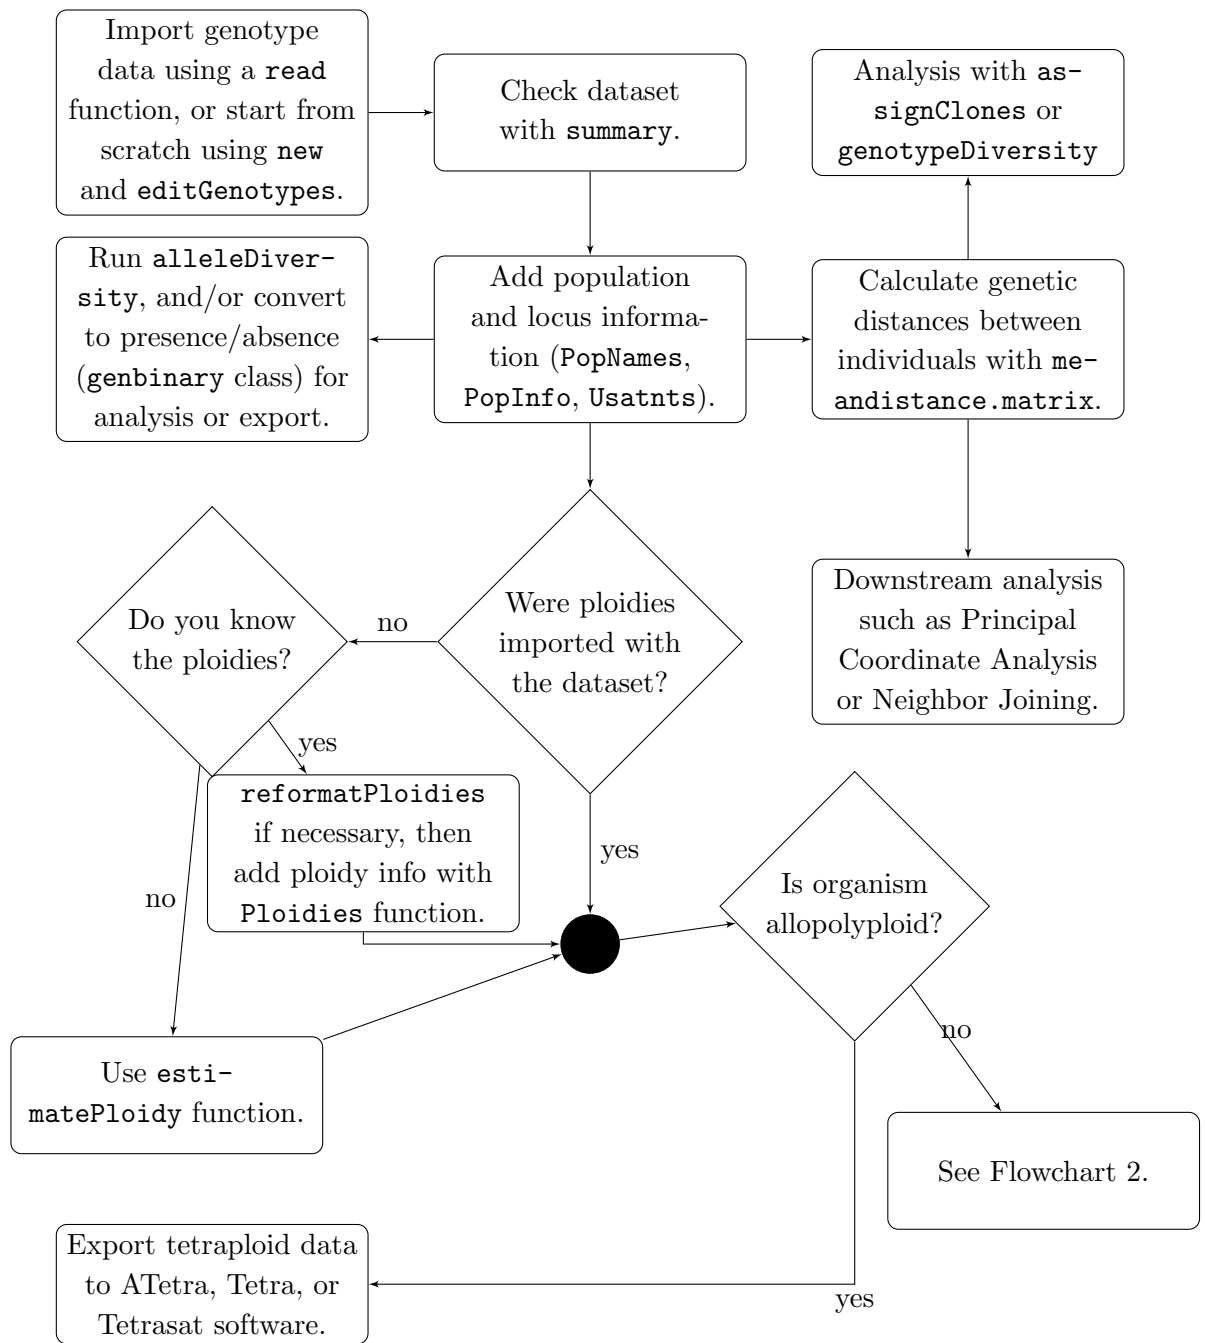 Import genotype
data using a read
function, or start from
scratch using new
and editGenotypes.
Check dataset
with summary.
Analysis with as-
signClones or
genotypeDiversity
Run alleleDiver-
sity, and/or convert
to presence/absence
(genbinary class) for
analysis or export.
Add population
and locus informa-
tion (PopNames,
PopInfo, Usatnts).
Calculate genetic
distances between
individuals with me-
andistance.matrix.
Do you know
the ploidies?
no
Were ploidies
imported with
the dataset?
Downstream analysis
such as Principal
Coordinate Analysis
or Neighbor Joining.
yes
reformatPloidies
if necessary, then
add ploidy info with
Ploidies function.
yes
no
Is organism
allopolyploid?
no
Use esti-
matePloidy function.
See Flowchart 2.
Export tetraploid data
to ATetra, Tetra, or
Tetrasat software.
yes